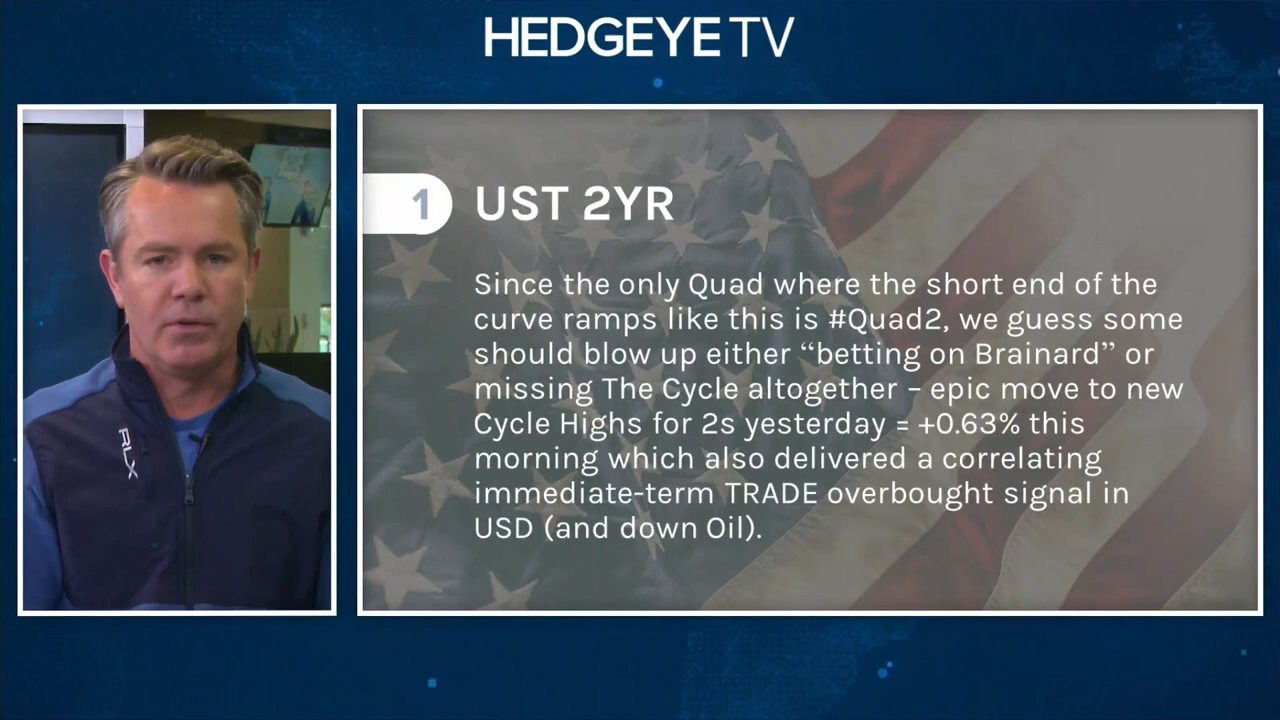 HEDGEYE TV
1 UST 2YR
Since the only Quad where the short end of the
curve ramps like this is #Quad2, we guess some
should blow up either “betting on Brainard” or
missing The Cycle altogether – epic move to new
Cycle Highs for 2s yesterday = +0.63% this
morning which also delivered a correlating
immediate-term TRADE overbought signal in
USD (and down Oil).
RLX